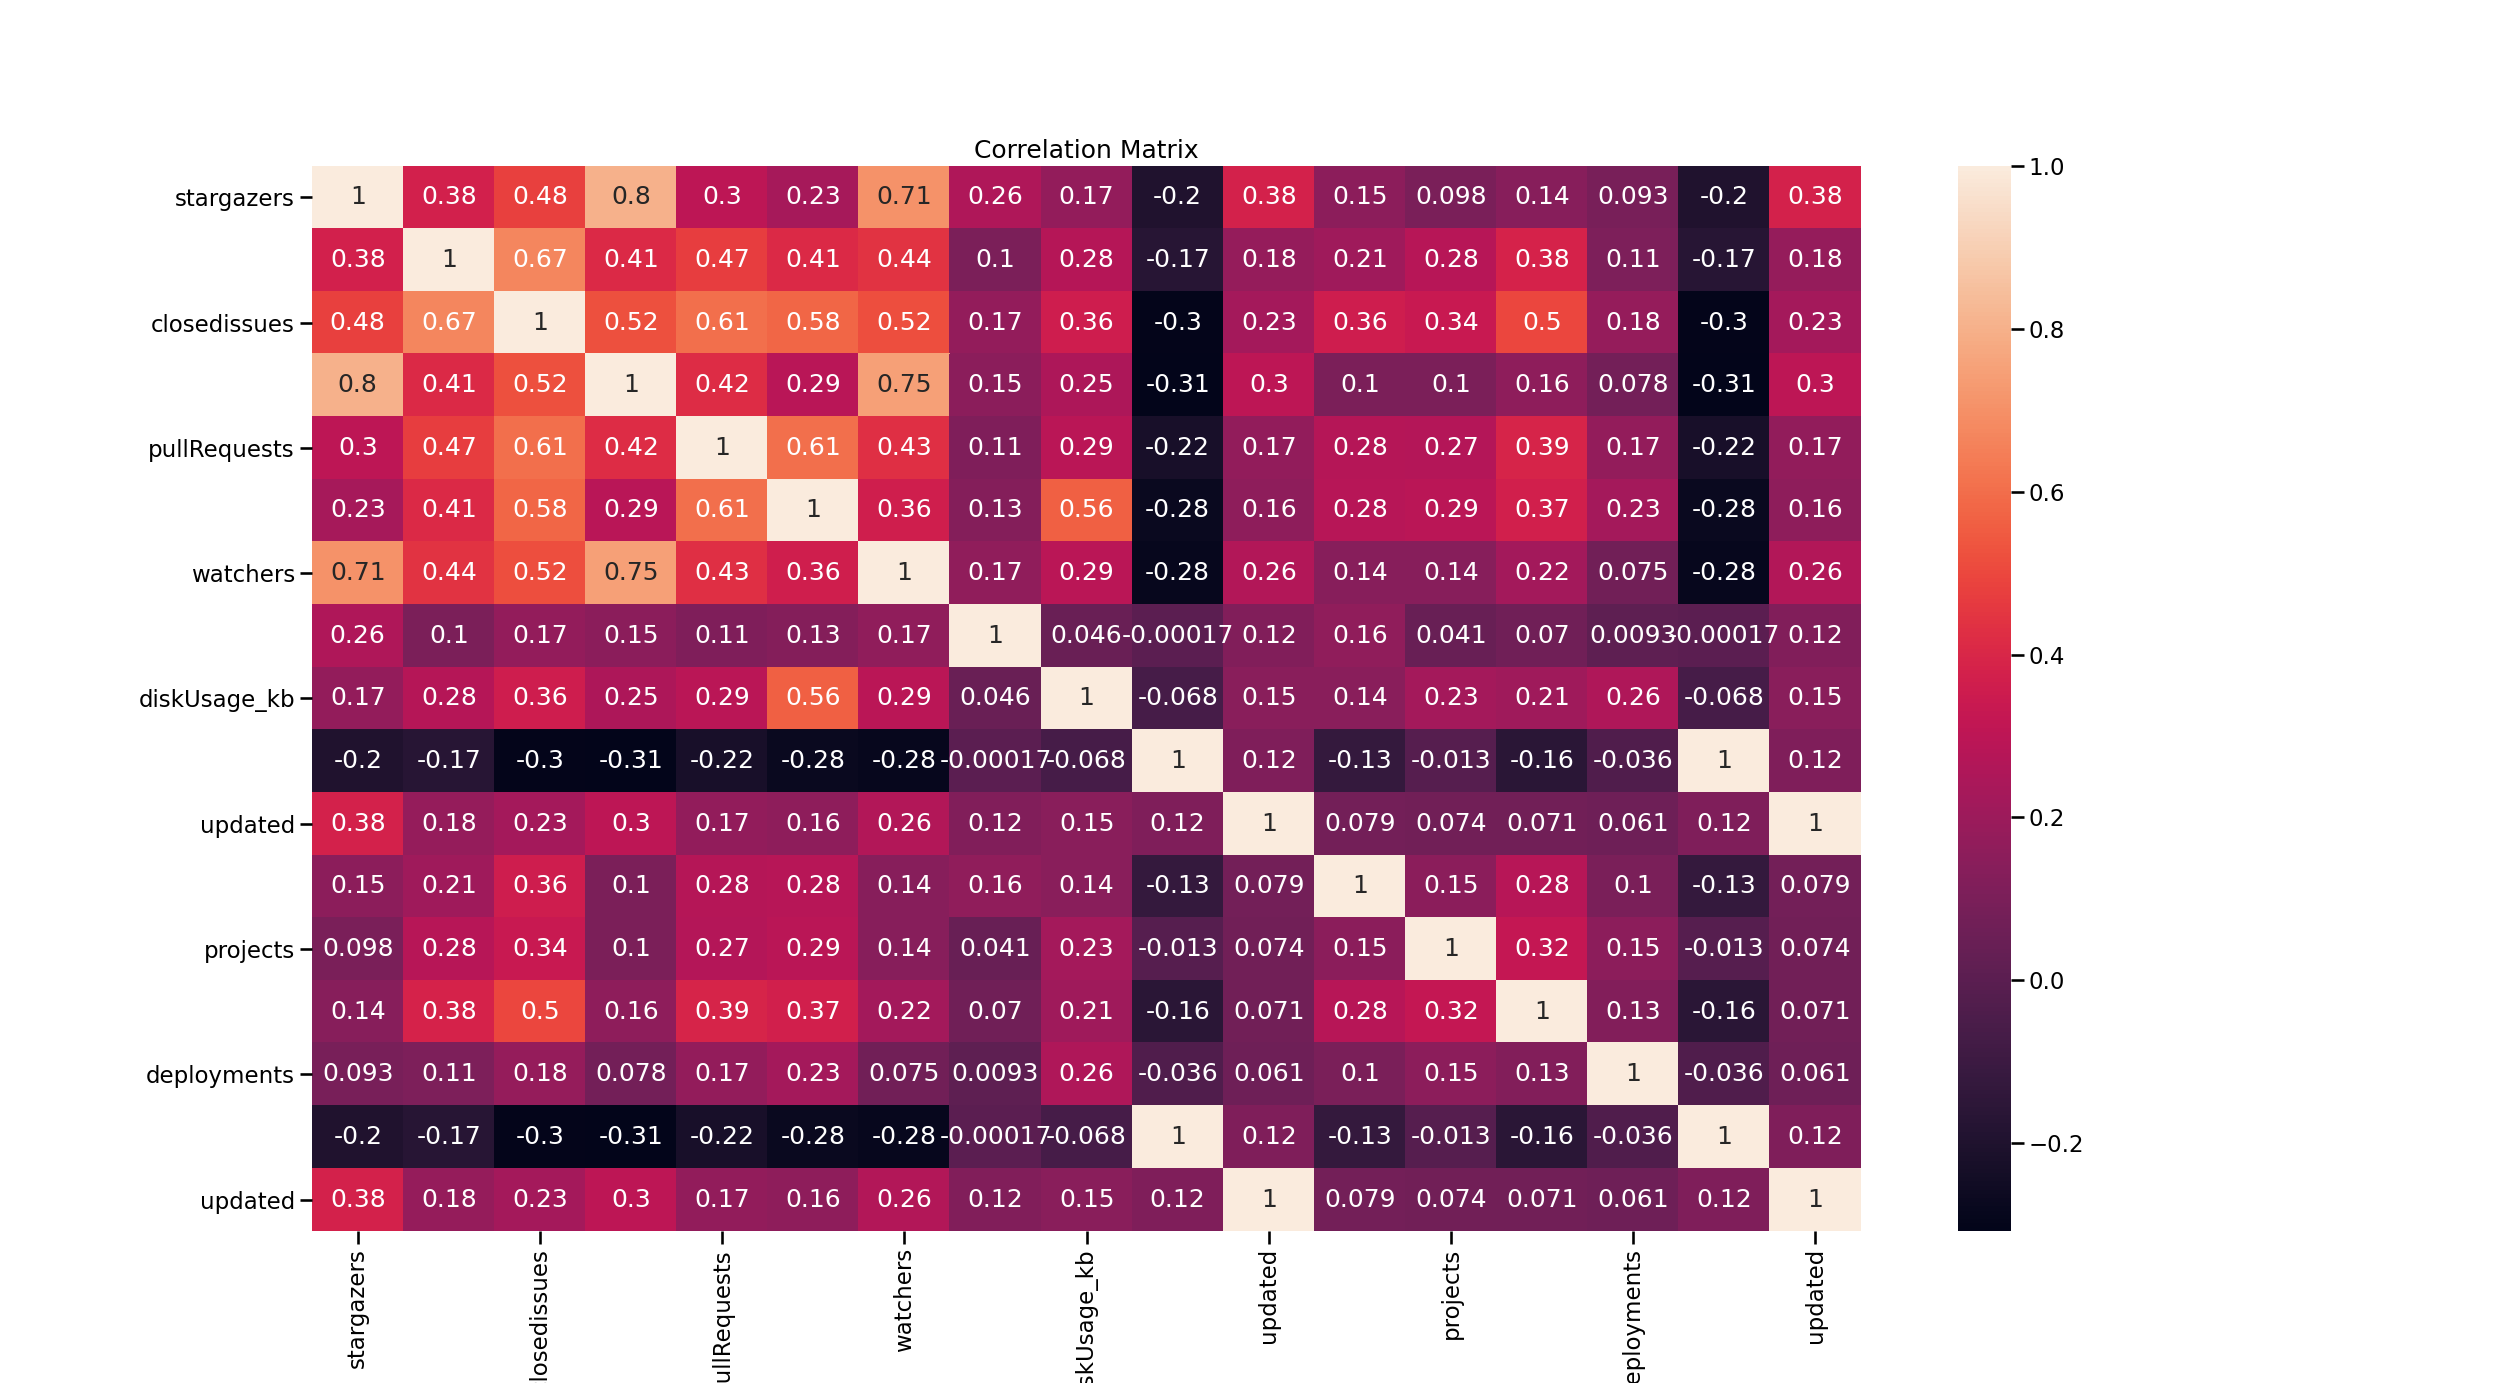 Correlation Matrix
stargazers 1 0.38 0.48 0.8 0.3 0.23 0.71 0.26 0.17 -0.2 0.38 0.15 0.098 0.14 0.093 -0.2 0.38
0.38 1 0.67 0.41 0.47 0.41 0.44 0.1 0.28 -0.17 0.18 0.21 0.28 0.38 0.11 -0.17 0.18
closedissues 0.48 0.67 1 0.52 0.61 0.58 0.52 0.17 0.36 -0.3 0.23 0.36 0.34 0.5 0.18 -0.3 0.23
0.8 0.41 0.52 1 0.42 0.29 0.75 0.15 0.25 -0.31 0.3 0.1 0.1 0.16 0.078 -0.31 0.3
pullRequests 0.3 0.47 0.61 0.42 1 0.61 0.43 0.11 0.29 -0.22 0.17 0.28 0.27 0.39 0.17 -0.22 0.17
0.23 0.41 0.58 0.29 0.61 1 0.36 0.13 0.56 -0.28 0.16 0.28 0.29 0.37 0.23 -0.28 0.16
watchers 0.71 0.44 0.52 0.75 0.43 0.36 1 0.17 0.29 -0.28 0.26 0.14 0.14 0.22 0.075 -0.28 0.26
0.26 0.1 0.17 0.15 0.11 0.13 0.17 1 0.046 -0.00017 0.12 0.16 0.041 0.07 0.0093 -0.00017 0.12
diskUsage_kb 0.17 0.28 0.36 0.25 0.29 0.56 0.29 0.046 1 -0.068 0.15 0.14 0.23 0.21 0.26 -0.068 0.15
-0.2 -0.17 -0.3 -0.31 -0.22 -0.28 -0.28 -0.00017 -0.068 1 0.12 -0.13 -0.013 -0.16 -0.036 1 0.12
updated 0.38 0.18 0.23 0.3 0.17 0.16 0.26 0.12 0.15 0.12 1 0.079 0.074 0.071 0.061 0.12 1
0.15 0.21 0.36 0.1 0.28 0.28 0.14 0.16 0.14 -0.13 0.079 1 0.15 0.28 0.1 -0.13 0.079
projects 0.098 0.28 0.34 0.1 0.27 0.29 0.14 0.041 0.23 -0.013 0.074 0.15 1 0.32 0.15 -0.013 0.074
0.14 0.38 0.5 0.16 0.39 0.37 0.22 0.07 0.21 -0.16 0.071 0.28 0.32 1 0.13 -0.16 0.071
deployments 0.093 0.11 0.18 0.078 0.17 0.23 0.075 0.0093 0.26 -0.036 0.061 0.1 0.15 0.13 1 -0.036 0.061
-0.2 -0.17 -0.3 -0.31 -0.22 -0.28 -0.28 -0.00017 -0.068 1 0.12 -0.13 -0.013 -0.16 -0.036 1 0.12
updated 0.38 0.18 0.23 0.3 0.17 0.16 0.26 0.12 0.15 0.12 1 0.079 0.074 0.071 0.061 0.12 1
stargazers
losedissues
ullRequests
watchers
skUsage_kb
updated
projects
eployments
updated
1.0
0.8
0.6
0.4
0.2
0.0
−0.2